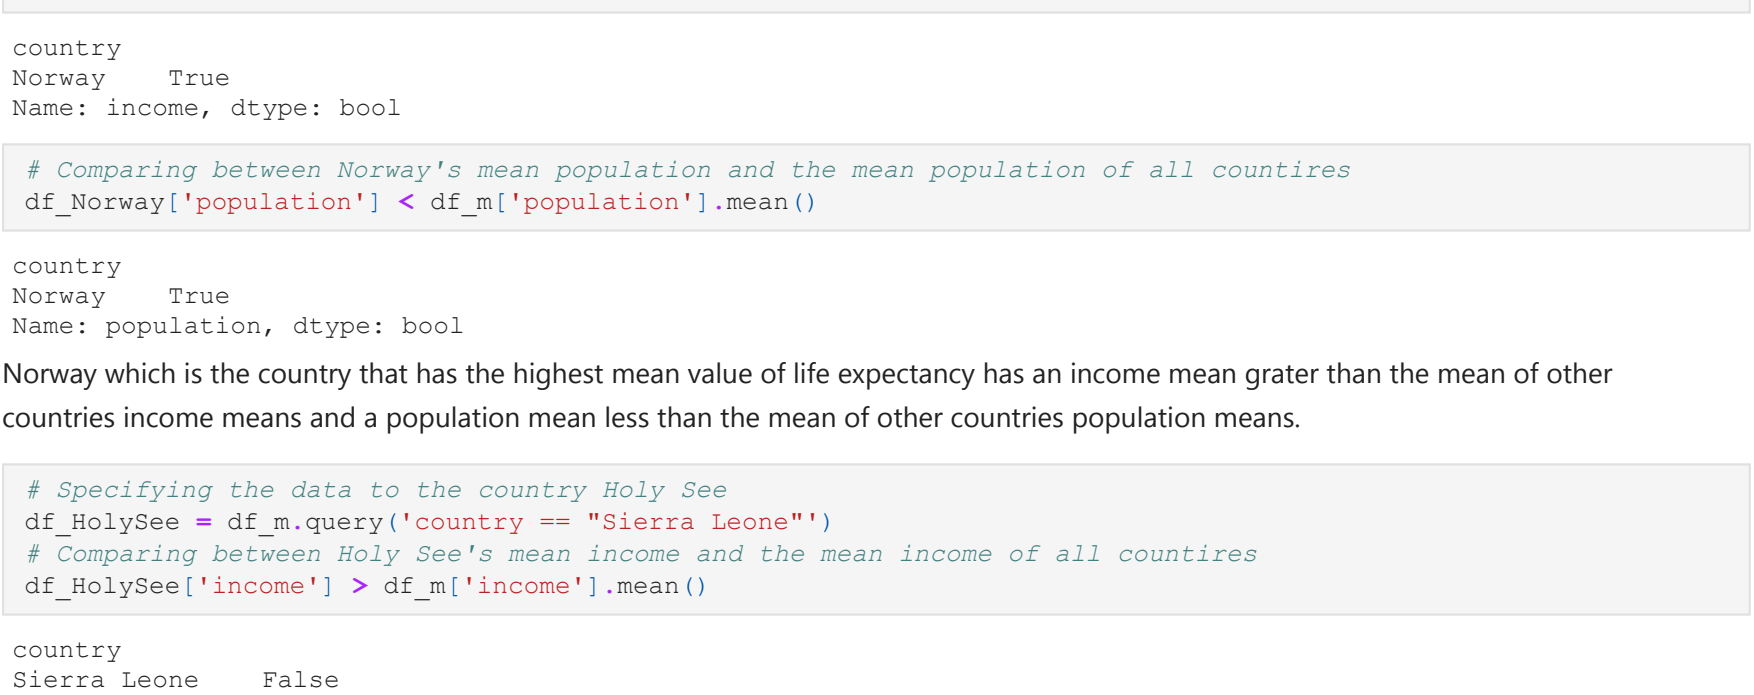 country
Norway    True
Name: income, dtype: bool
# Comparing between Norway's mean population and the mean population of all countires
df_Norway['population'] < df_m['population'].mean()
country
Norway    True
Name: population, dtype: bool
Norway which is the country that has the highest mean value of life expectancy has an income mean grater than the mean of other
countries income means and a population mean less than the mean of other countries population means.
# Specifying the data to the country Holy See
df_HolySee = df_m.query('country == "Sierra Leone"')
# Comparing between Holy See's mean income and the mean income of all countires
df_HolySee['income'] > df_m['income'].mean()
country
Sierra Leone    False